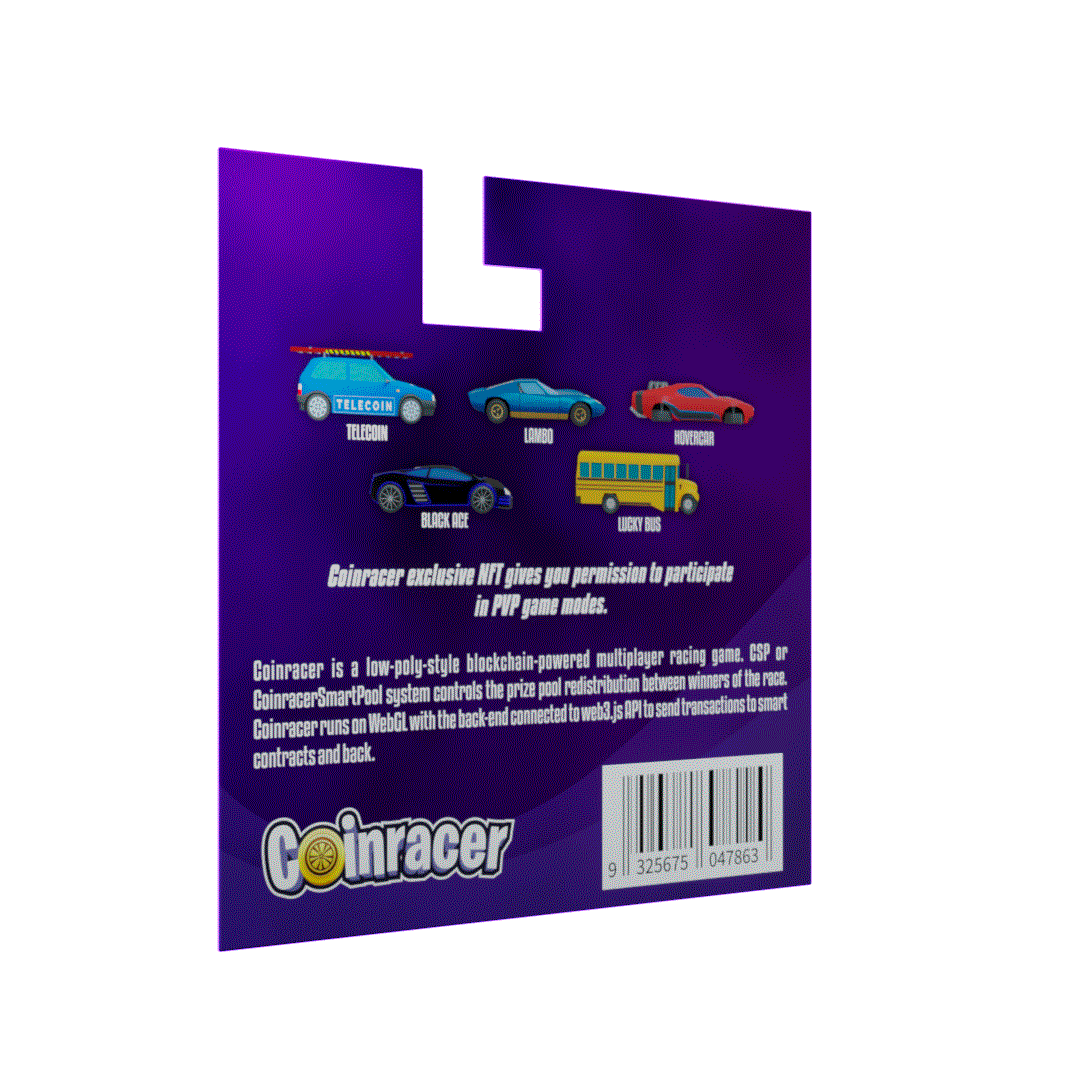 TELECOIN
TELECOIN
LAMBO
HOVERCAR
BLACK ACE
LUCKY BUS
Coinracer exclusive NFT gives you permission to participate
in PVP game modes.
Coinracer is a low-poly-style blockchain-powered multiplayer racing game. CSP or
CoinracerSmartPool system controls the prize pool redistribution between winners of the race.
Coinracer runs on WebGL with the back-end connected to web3.js API to send transactions to smart
contracts and back.
Coinracer
9 325675 047863